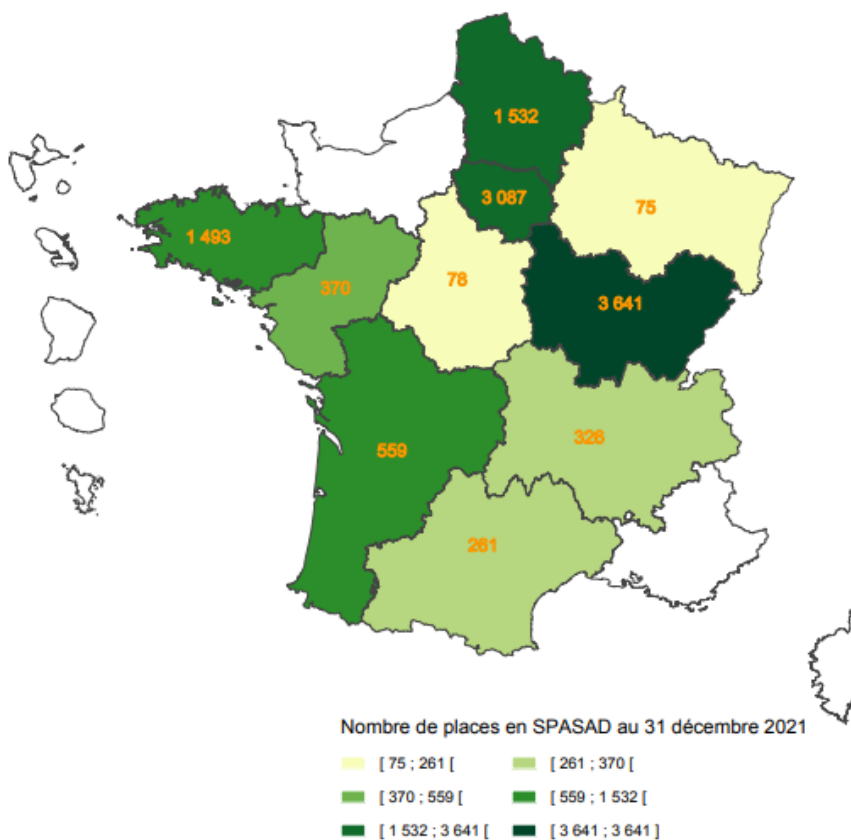 1 532
3 087
75
1 493
370
78
3 641
559
328
261
Nombre de places en SPASAD au 31 décembre 2021
[ 75 ; 261 [
[ 261 ; 370 [
[ 370 ; 559 [
[ 559 ; 1 532 [
[ 1 532 ; 3 641 [
[ 3 641 ; 3 641 ]